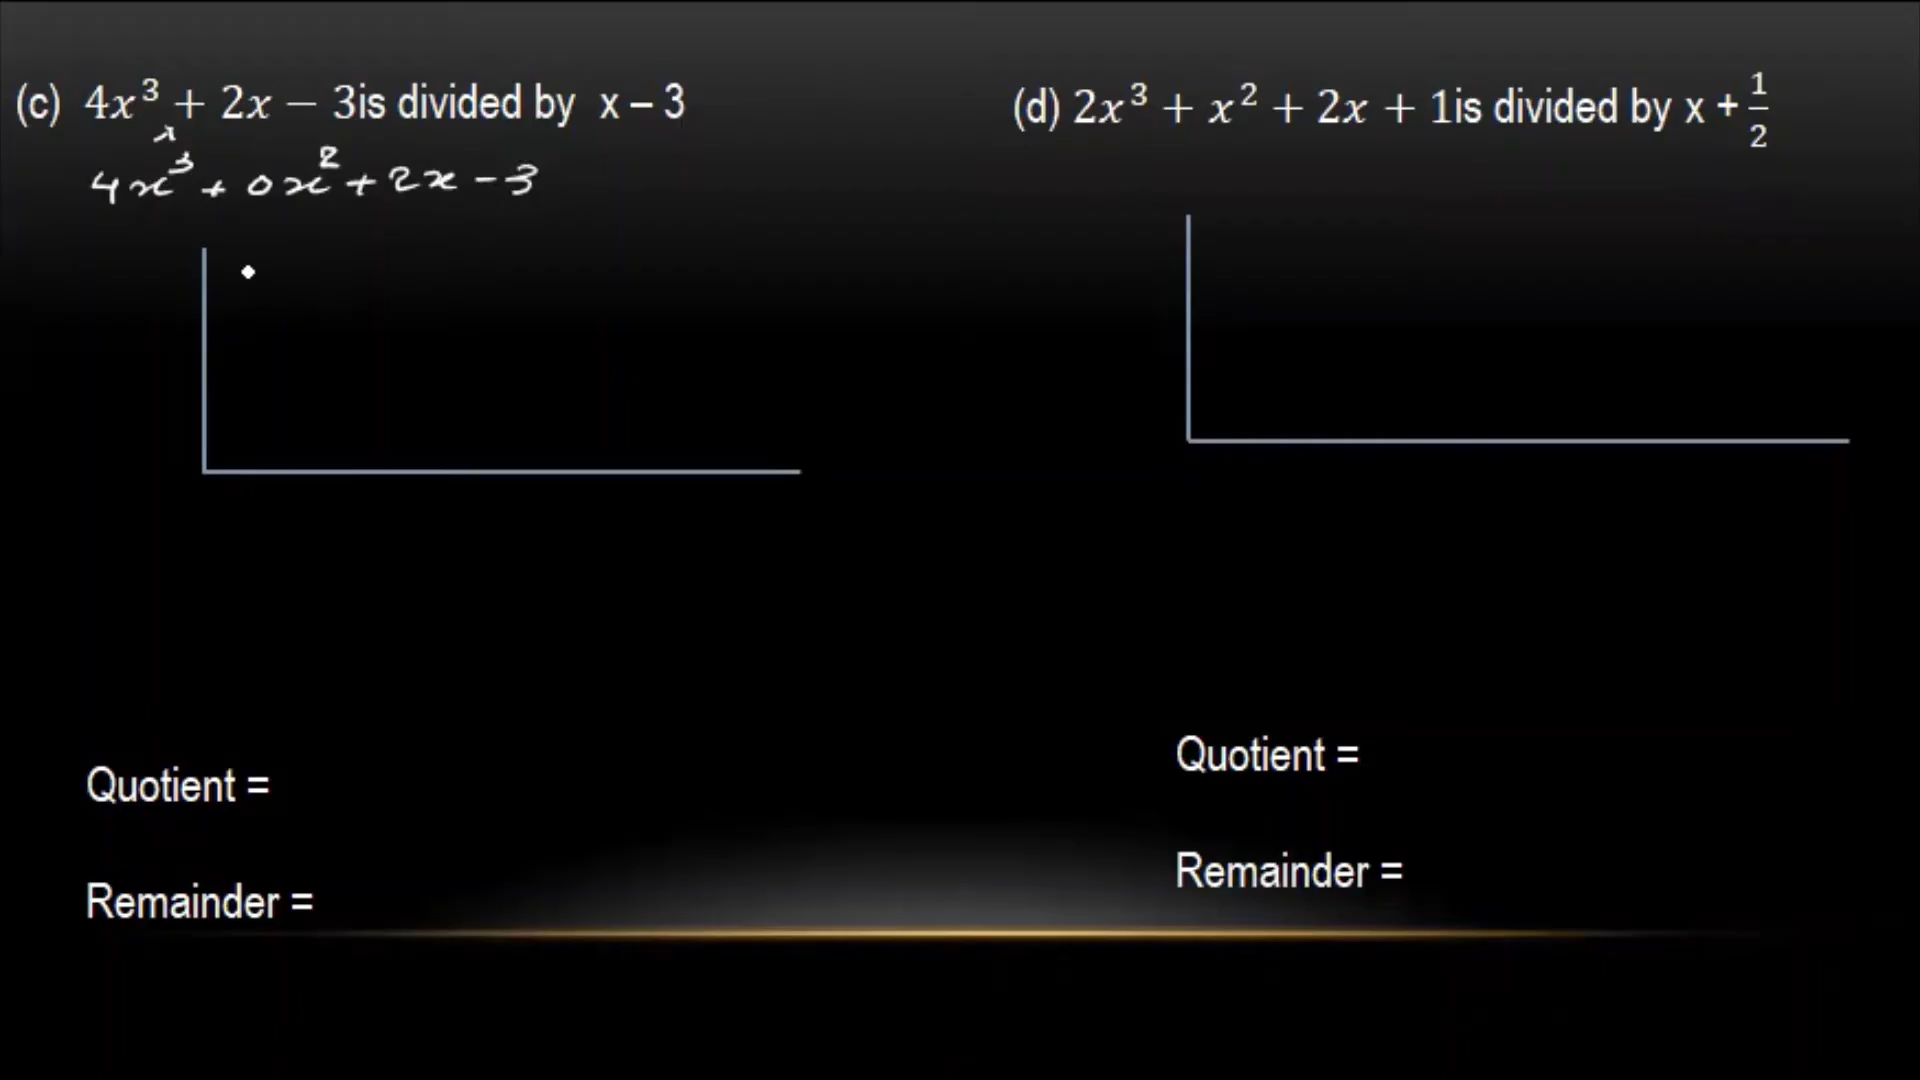 (c) 4x³ + 2x − 3is divided by x – 3
4x³ + 0x² + 2x - 3
(d) 2x³ + x² + 2x + 1is divided by x + 1/2
Quotient =
Remainder =
Quotient =
Remainder =